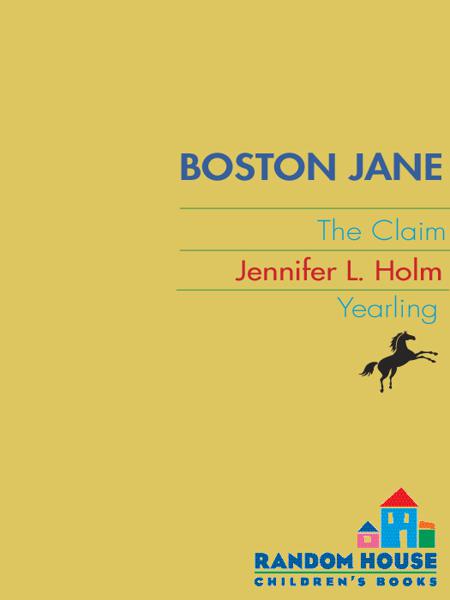 BOSTON JANE
The Claim
Jennifer L. Holm
Yearling
RANDOM HOUSE
CHILDREN'S BOOKS